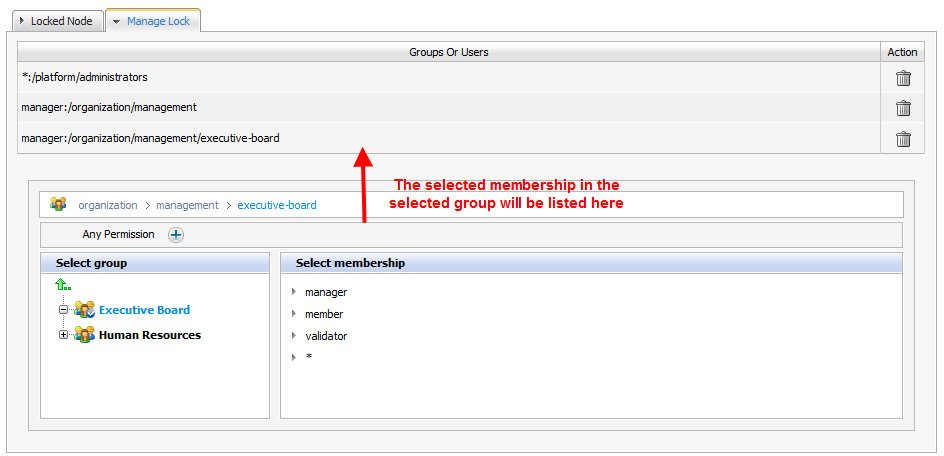 Locked Node Manage Lock
Groups Or Users Action
*:/platform/administrators
manager:/organization/management
manager:/organization/management/executive-board
The selected membership in the
selected group will be listed here
organization management executive-board
Any Permission
Select group Select membership
manager
Executive Board
member
Human Resources
validator
*